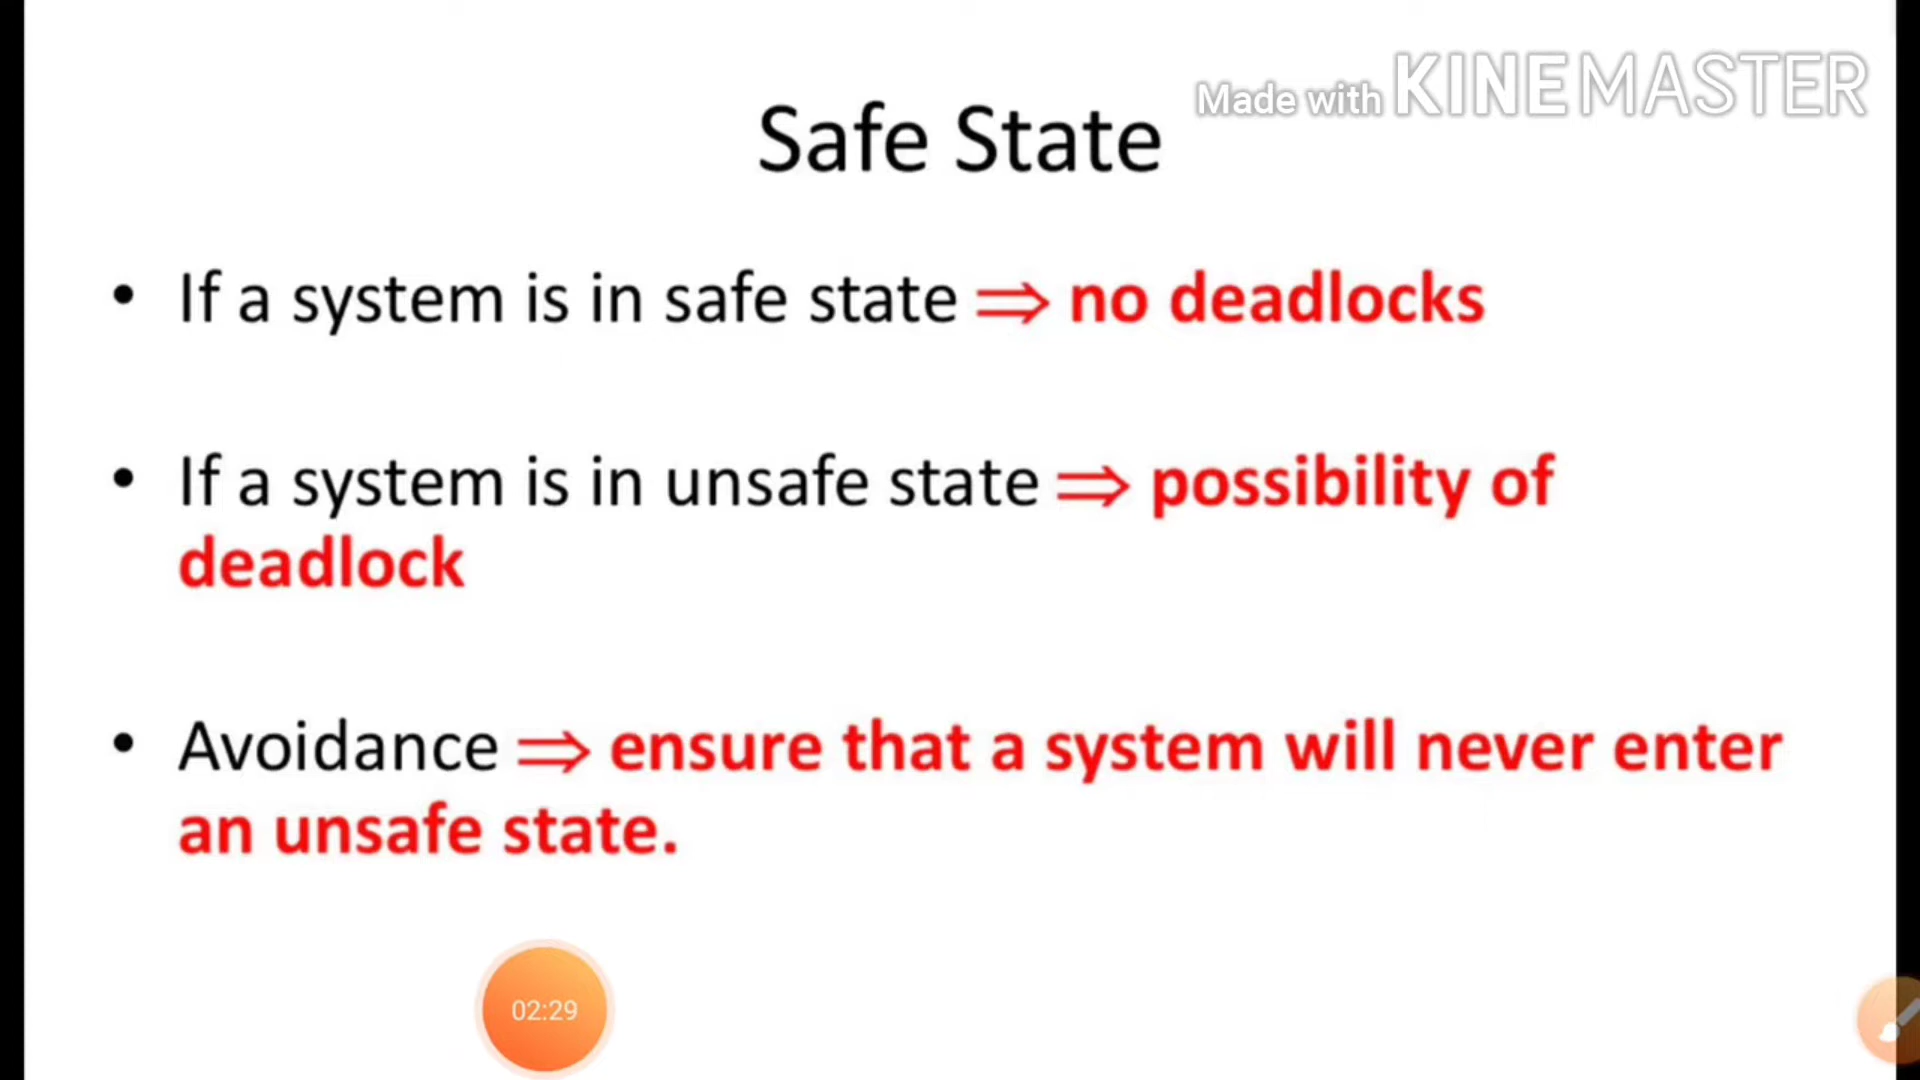 Made with KINEMASTER
Safe State
• If a system is in safe state ⇒ no deadlocks
• If a system is in unsafe state ⇒ possibility of
deadlock
• Avoidance ⇒ ensure that a system will never enter
an unsafe state.
02:29